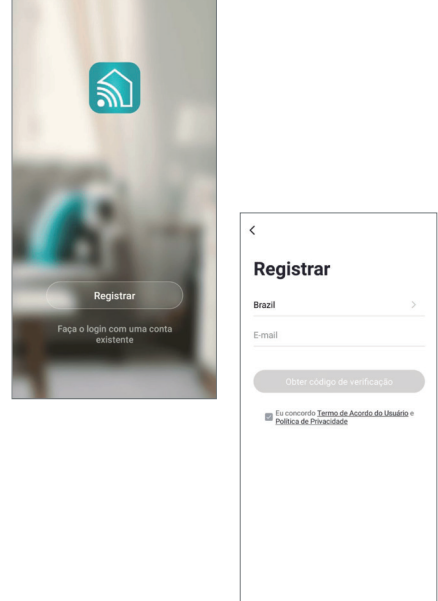 Registrar
Faça o login com uma conta
existente
Registrar
Brazil
E-mail
Obter código de verificação
Eu concordo Termo de Acordo do Usuário e
Política de Privacidade